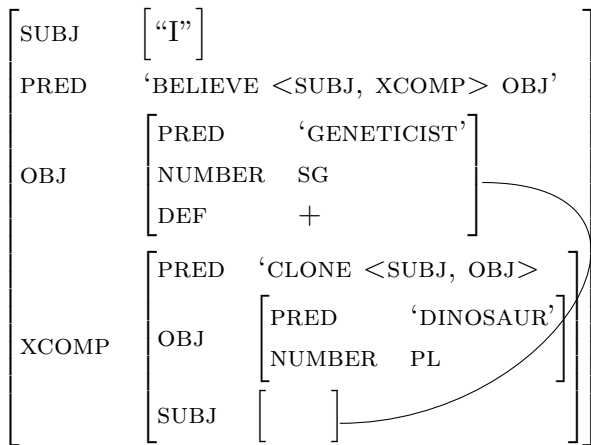 SUBJ [“I”]
PRED ‘BELIEVE <SUBJ, XCOMP> OBJ’
PRED ‘GENETICIST’
OBJ NUMBER SG
DEF +
PRED ‘CLONE <SUBJ, OBJ>
PRED ‘DINOSAUR’
XCOMP OBJ
NUMBER PL
SUBJ [ ]